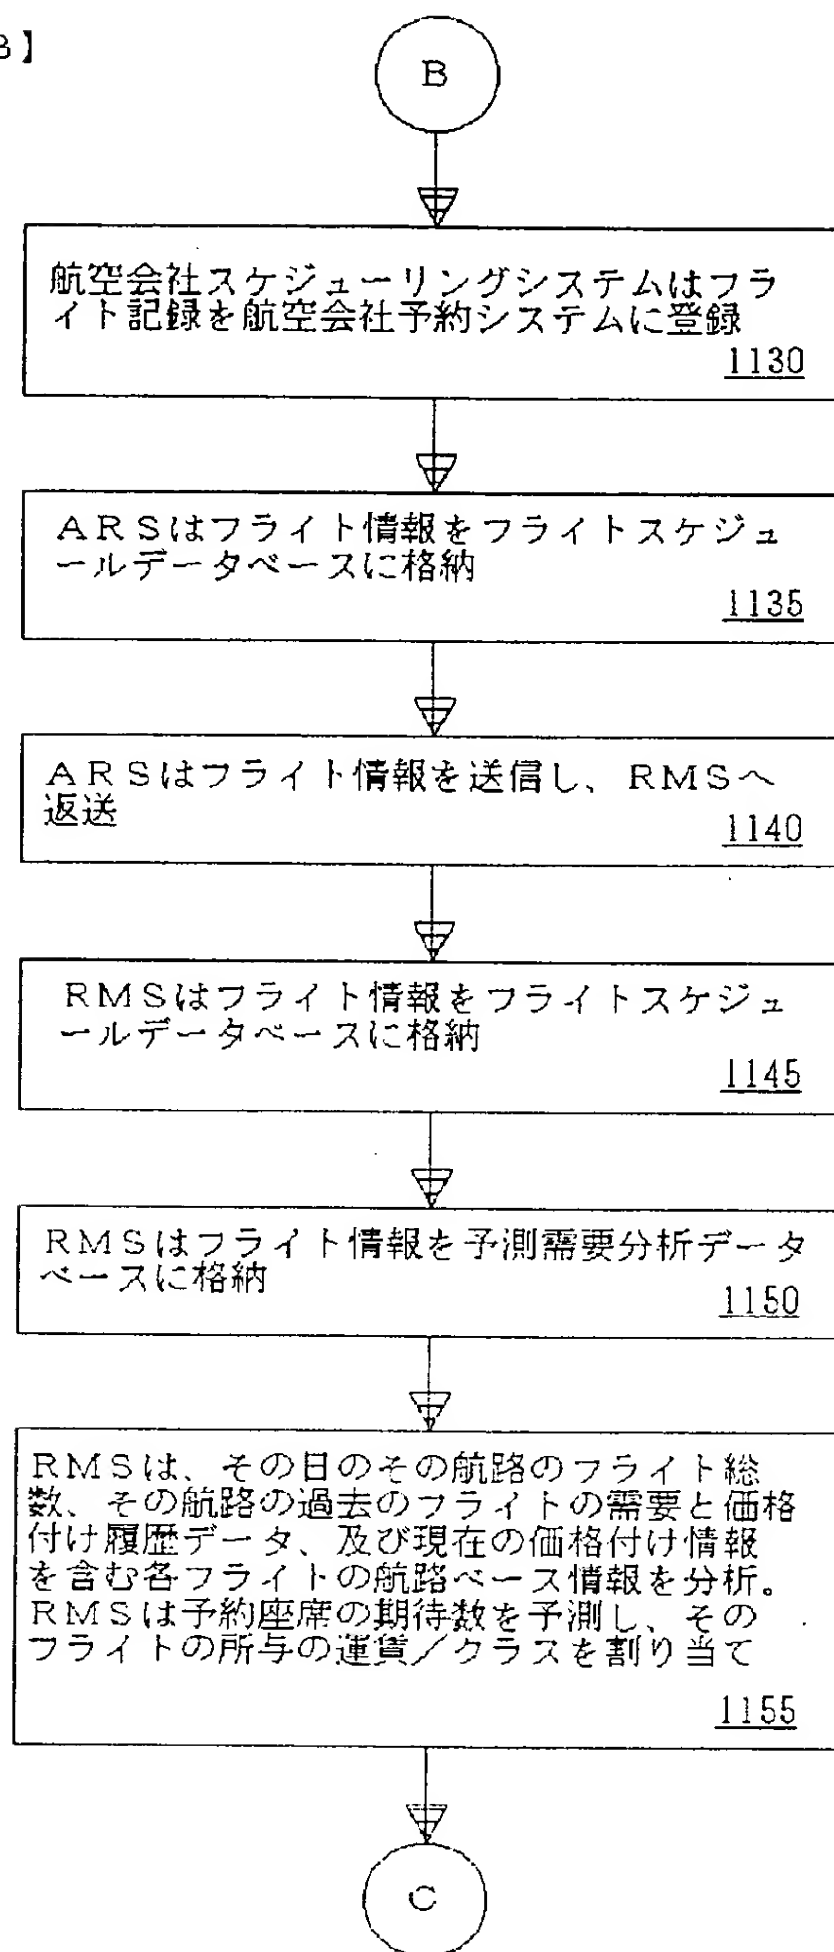 B】
B
航空会社スケジューリングシステムはフラ
イト記録を航空会社予約システムに登録
1130
ARSはフライト情報をフライトスケジュ
ールデータベースに格納
1135
ARSはフライト情報を送信し、RMSへ
返送
1140
RMSはフライト情報をフライトスケジュ
ールデータベースに格納
1145
RMSはフライト情報を予測需要分析データ
ベースに格納
1150
RMSは、その日のその航路のフライト総
数、その航路の過去のフライトの需要と価格
付け履歴データ、及び現在の価格付け情報
を含む各フライトの航路ベース情報を分析。
RMSは予約座席の期待数を予測し、その
フライトの所与の運賃／クラスを割り当て
1155
C